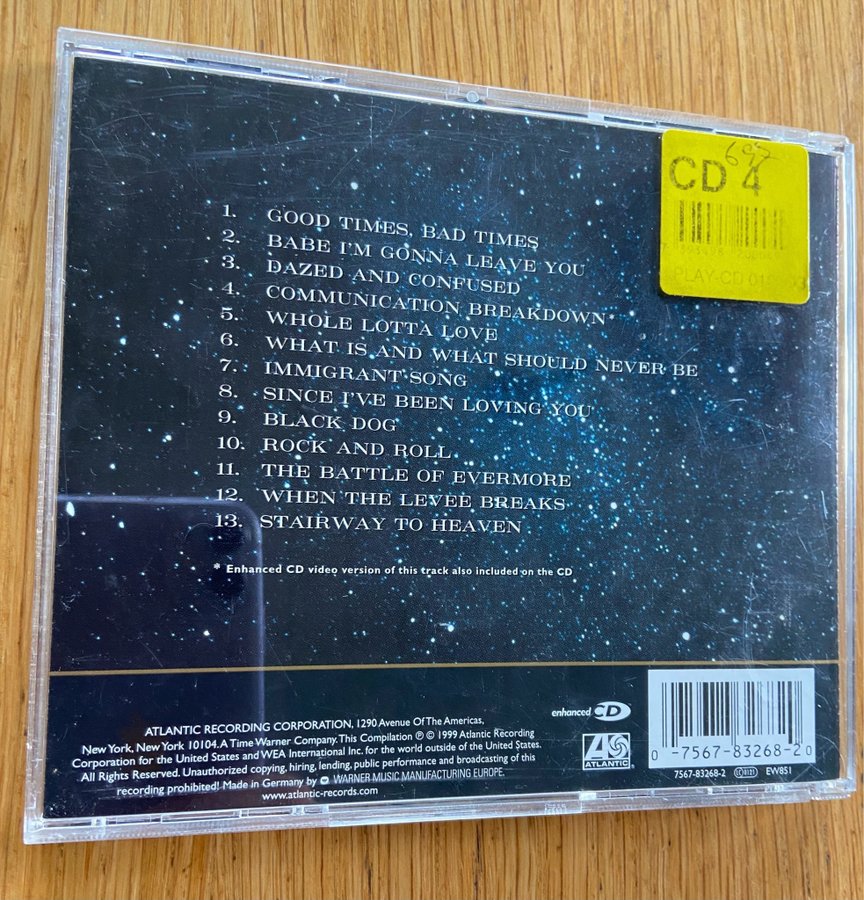 697
CD 4
PLAY-CD
1. GOOD TIMES, BAD TIMES
2. BABE I'M GONNA LEAVE YOU
3. DAZED AND CONFUSED
4. COMMUNICATION BREAKDOWN*
5. WHOLE LOTTA LOVE
6. WHAT IS AND WHAT SHOULD NEVER BE
7. IMMIGRANT SONG
8. SINCE I'VE BEEN LOVING YOU
9. BLACK DOG
10. ROCK AND ROLL
11. THE BATTLE OF EVERMORE
12. WHEN THE LEVEE BREAKS
13. STAIRWAY TO HEAVEN
* Enhanced CD video version of this track also included on the CD
ATLANTIC RECORDING CORPORATION, 1290 Avenue Of The Americas,
New York, New York 10104. A Time Warner Company. This Compilation ℗ © 1999 Atlantic Recording
Corporation for the United States and WEA International Inc. for the world outside of the United States.
All Rights Reserved. Unauthorized copying, hiring, lending, public performance and broadcasting of this
recording prohibited! Made in Germany by WARNER MUSIC MANUFACTURING EUROPE.
www.atlantic-records.com
enhanced CD
ATLANTIC
0 -7567-83268-2 0
7567-83268-2 LC0121 EW851